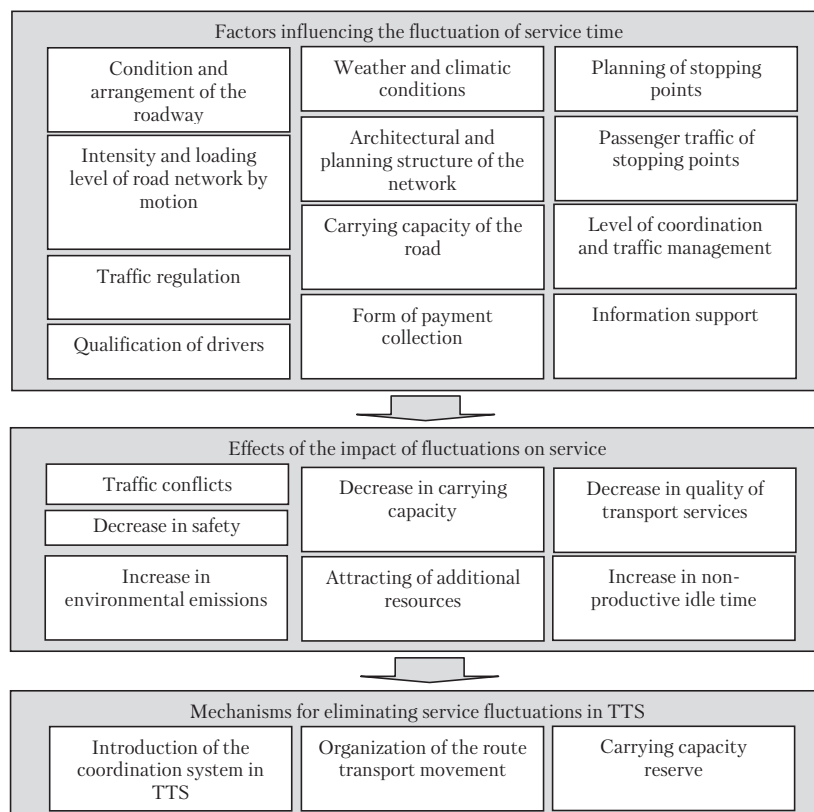 Factors influencing the fluctuation of service time
Condition and
arrangement of the
roadway
Intensity and loading
level of road network by
motion
Traffic regulation
Qualification of drivers
Weather and climatic
conditions
Architectural and
planning structure of the
network
Carrying capacity of the
road
Form of payment
collection
Planning of stopping
points
Passenger traffic of
stopping points
Level of coordination
and traffic management
Information support
Effects of the impact of fluctuations on service
Traffic conflicts
Decrease in safety
Increase in
environmental emissions
Decrease in carrying
capacity
Attracting of additional
resources
Decrease in quality of
transport services
Increase in non-
productive idle time
Mechanisms for eliminating service fluctuations in TTS
Introduction of the
coordination system in
TTS
Organization of the route
transport movement
Carrying capacity
reserve